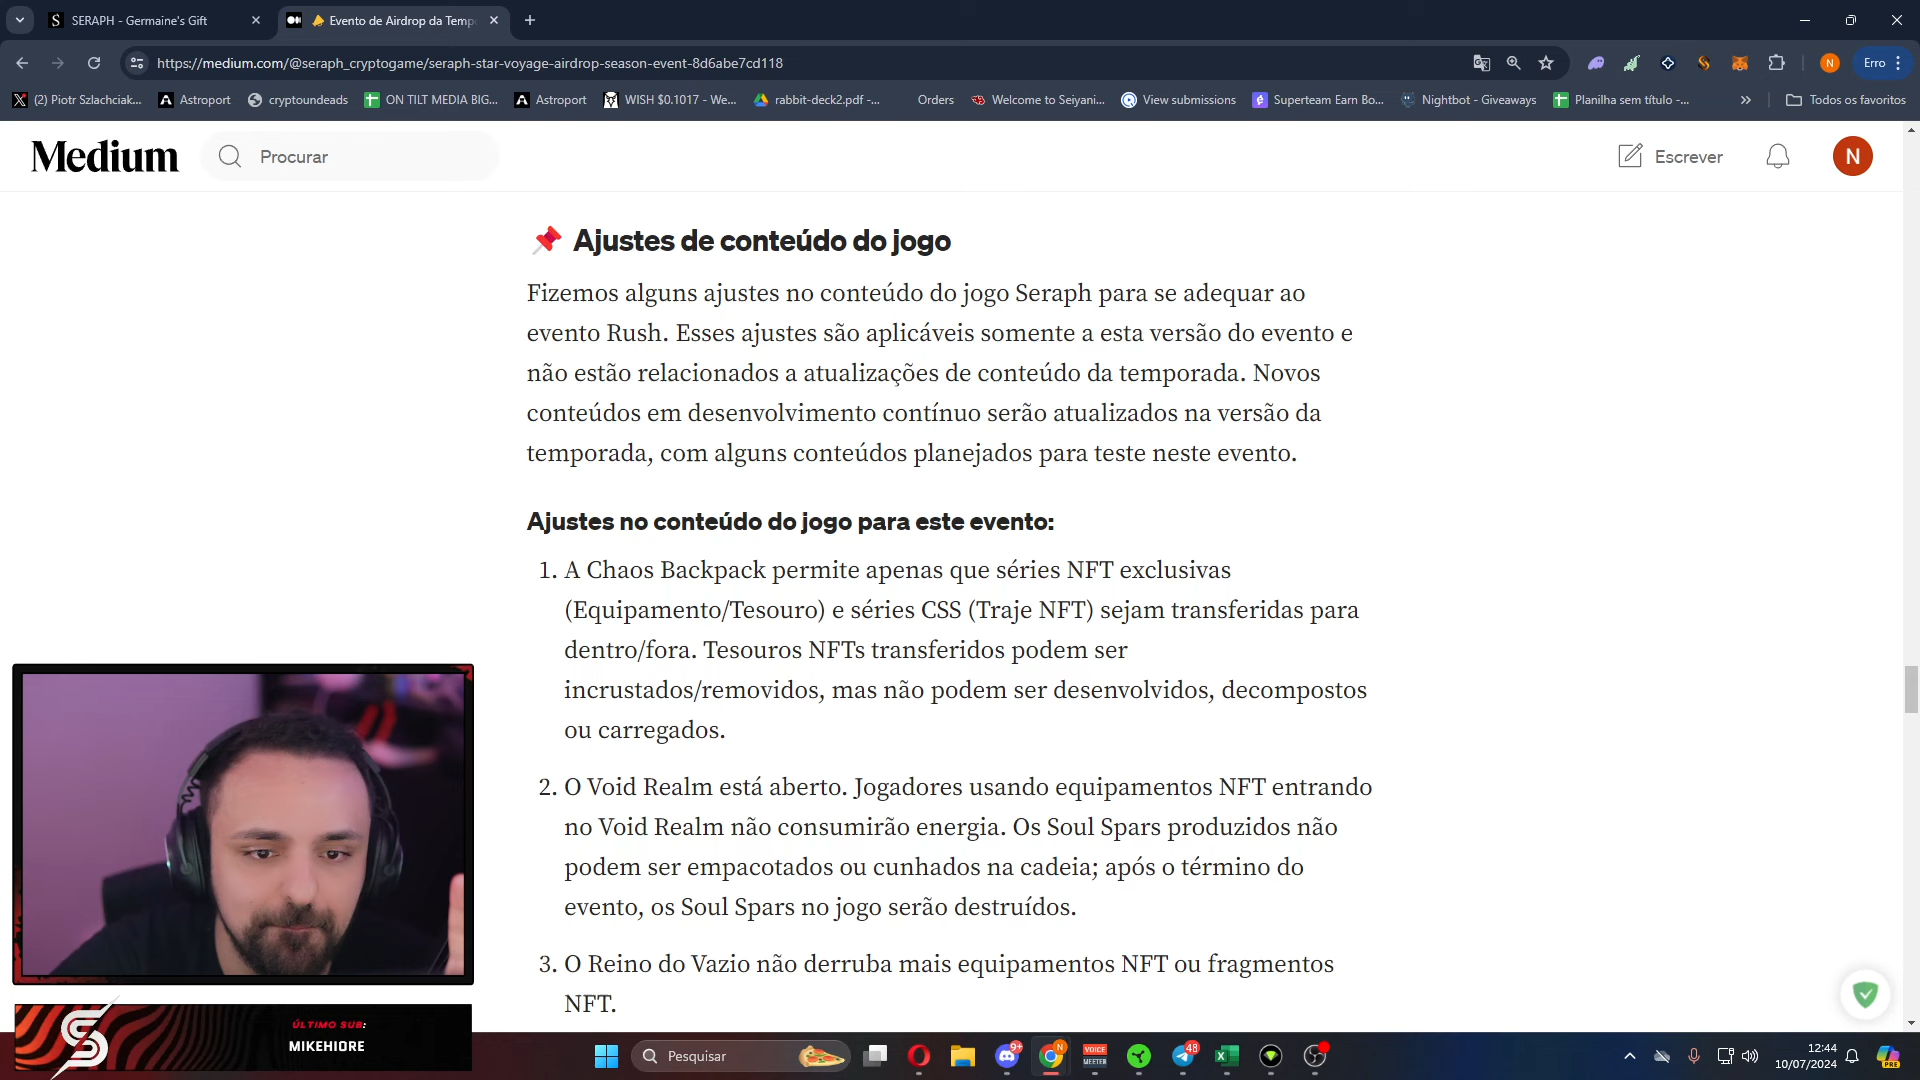 SERAPH - Germaine's Gift
Evento de Airdrop da Temp
https://medium.com/@seraph_cryptogame/seraph-star-voyage-airdrop-season-event-8d6abe7cd118
Erro
(2) Piotr Szlachciak...
Astroport
cryptoundeads
ON TILT MEDIA BIG...
Astroport
WISH $0.1017 - We...
rabbit-deck2.pdf -...
Orders
Welcome to Seiyani...
View submissions
Superteam Earn Bo...
Nightbot - Giveaways
Planilha sem título -...
Todos os favoritos
Medium
Procurar
Escrever
N
Ajustes de conteúdo do jogo
Fizemos alguns ajustes no conteúdo do jogo Seraph para se adequar ao
evento Rush. Esses ajustes são aplicáveis somente a esta versão do evento e
não estão relacionados a atualizações de conteúdo da temporada. Novos
conteúdos em desenvolvimento contínuo serão atualizados na versão da
temporada, com alguns conteúdos planejados para teste neste evento.
Ajustes no conteúdo do jogo para este evento:
1. A Chaos Backpack permite apenas que séries NFT exclusivas
(Equipamento/Tesouro) e séries CSS (Traje NFT) sejam transferidas para
dentro/fora. Tesouros NFTs transferidos podem ser
incrustados/removidos, mas não podem ser desenvolvidos, decompostos
ou carregados.
2. O Void Realm está aberto. Jogadores usando equipamentos NFT entrando
no Void Realm não consumirão energia. Os Soul Spars produzidos não
podem ser empacotados ou cunhados na cadeia; após o término do
evento, os Soul Spars no jogo serão destruídos.
3. O Reino do Vazio não derruba mais equipamentos NFT ou fragmentos
NFT.
ÚLTIMO SUB:
MIKEHIORE
Pesquisar
9+
N
VOICE
MEETER
48
12:44
10/07/2024
PRE